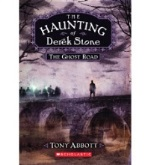 THE
HAUNTING
OF
DEREK STONE
THE GHOST ROAD
TONY ABBOTT
SCHOLASTIC